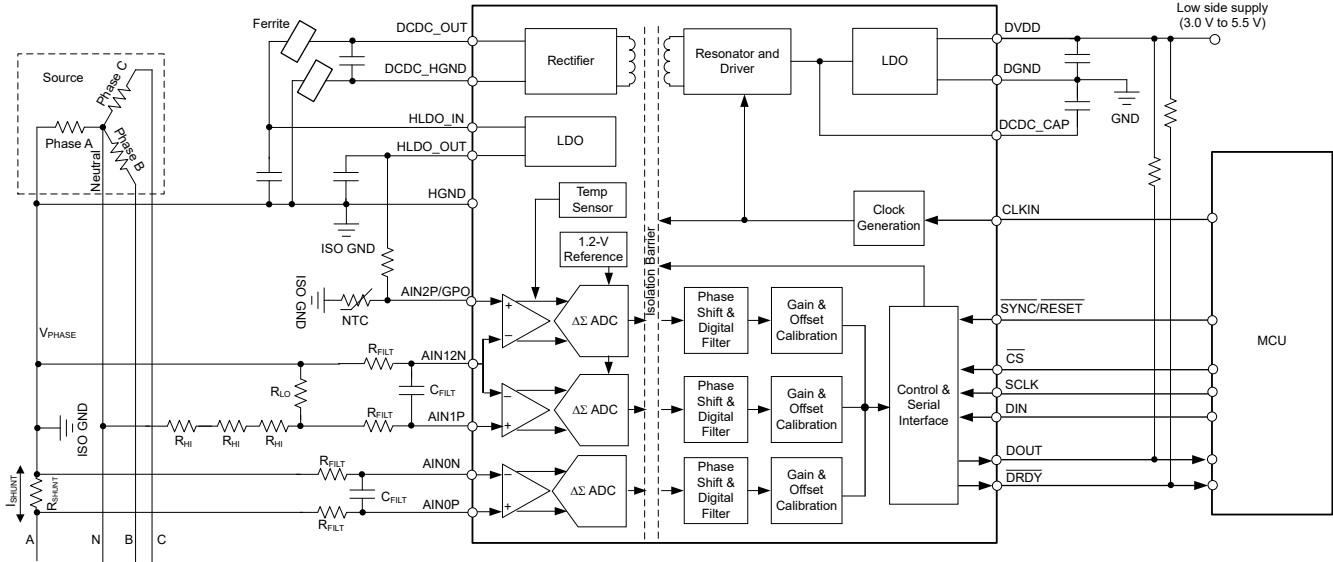 Low side supply
(3.0 V to 5.5 V)
Ferrite
DCDC_OUT
DCDC_HGND
HLDO_IN
HLDO_OUT
HGND
ISO GND
Source
Phase C
Phase A
Phase B
Neutral
Rectifier
LDO
Resonator and
Driver
LDO
DVDD
DGND
DCDC_CAP
GND
Temp
Sensor
1.2-V
Reference
Isolation Barrier
Clock
Generation
CLKIN
ISO GND
NTC
AIN2P/GPO
+
−
ΔΣ ADC
Phase
Shift &
Digital
Filter
Gain &
Offset
Calibration
SYNC/RESET
MCU
VPHASE
RFILT
AIN12N
RLO
CFILT
RFILT
AIN1P
−
+
ΔΣ ADC
Phase
Shift &
Digital
Filter
Gain &
Offset
Calibration
Control &
Serial
Interface
CS
SCLK
DIN
ISO GND
RHI
RHI
RHI
ISHUNT
RSHUNT
RFILT
AIN0N
CFILT
RFILT
AIN0P
−
+
ΔΣ ADC
Phase
Shift &
Digital
Filter
Gain &
Offset
Calibration
DOUT
DRDY
A
N
B
C